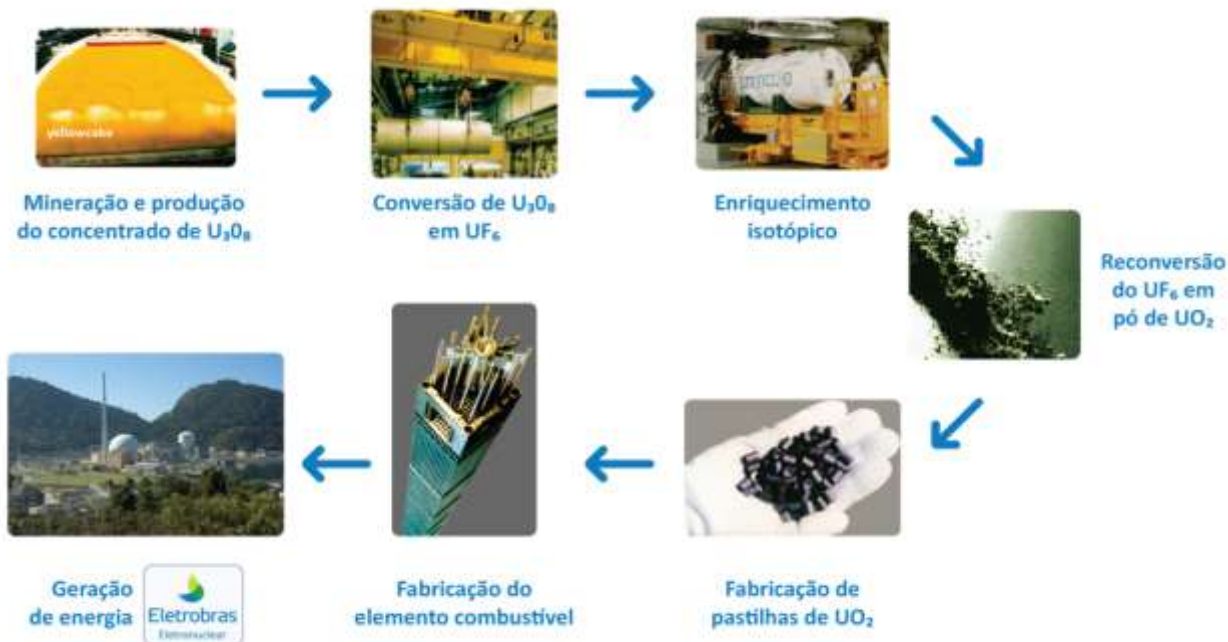 yellowcake
Mineração e produção
do concentrado de U₃0₈
Conversão de U₃0₈
em UF₆
Enriquecimento
isotópico
Reconversão
do UF₆ em
pó de UO₂
Fabricação de
pastilhas de UO₂
Fabricação do
elemento combustível
Geração
de energia
Eletrobras
Eletronuclear